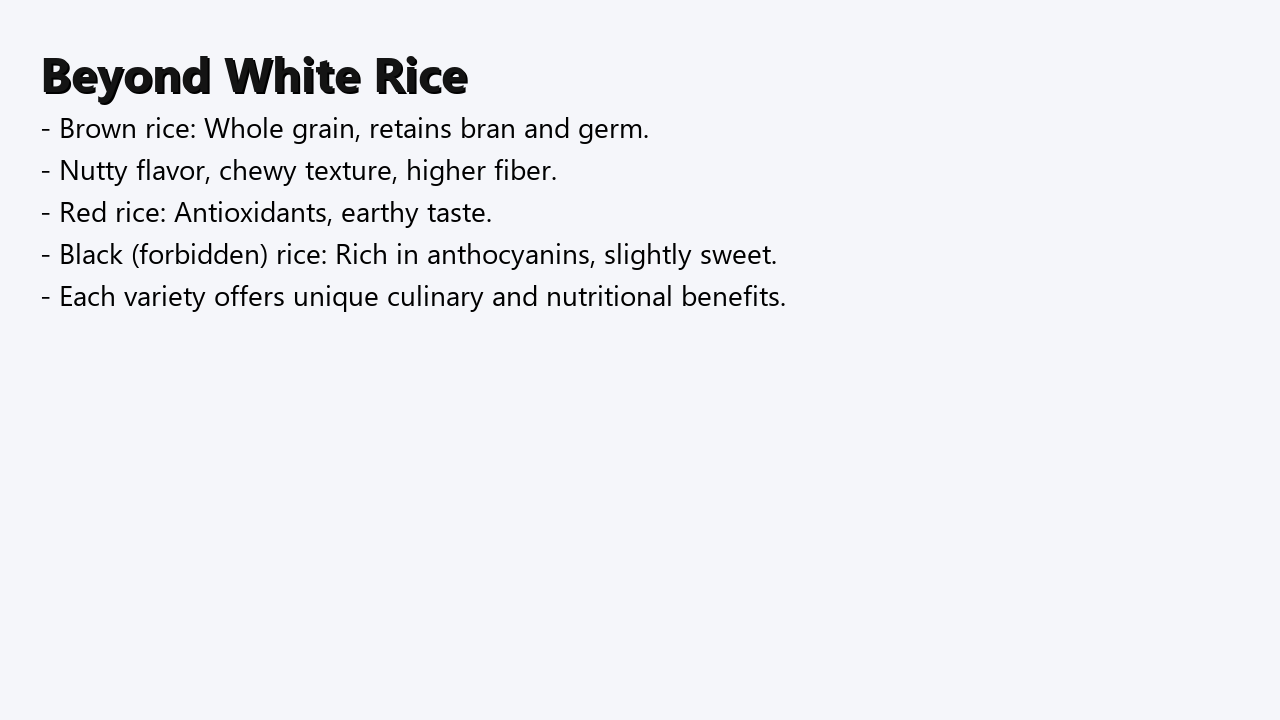 Beyond White Rice
- Brown rice: Whole grain, retains bran and germ.
- Nutty flavor, chewy texture, higher fiber.
- Red rice: Antioxidants, earthy taste.
- Black (forbidden) rice: Rich in anthocyanins, slightly sweet.
- Each variety offers unique culinary and nutritional benefits.